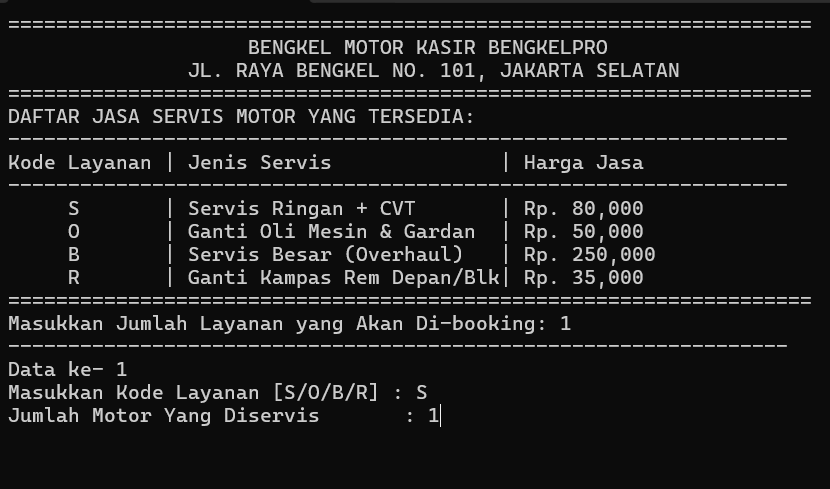 ===================================================================
BENGKEL MOTOR KASIR BENGKELPRO
JL. RAYA BENGKEL NO. 101, JAKARTA SELATAN
===================================================================
DAFTAR JASA SERVIS MOTOR YANG TERSEDIA:
-----------------------------------------------------------------
Kode Layanan | Jenis Servis | Harga Jasa
-----------------------------------------------------------------
S | Servis Ringan + CVT | Rp. 80,000
O | Ganti Oli Mesin & Gardan | Rp. 50,000
B | Servis Besar (Overhaul) | Rp. 250,000
R | Ganti Kampas Rem Depan/Blk| Rp. 35,000
===================================================================
Masukkan Jumlah Layanan yang Akan Di-booking: 1
-----------------------------------------------------------------
Data ke- 1
Masukkan Kode Layanan [S/O/B/R] : S
Jumlah Motor Yang Diservis : 1